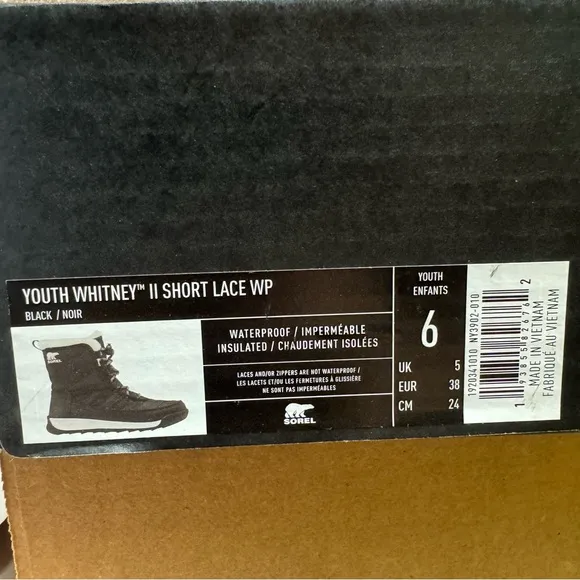 YOUTH WHITNEY™ II SHORT LACE WP
BLACK / NOIR
SOREL
WATERPROOF / IMPERMÉABLE
INSULATED / CHAUDEMENT ISOLÉES
LACES AND/OR ZIPPERS ARE NOT WATERPROOF /
LES LACETS ET/OU LES FERMETURES À GLISSIÈRE
NE SONT PAS IMPERMÉABLES
SOREL
YOUTH
ENFANTS
6
UK 5
EUR 38
CM 24
1920341010 NY3902-010
MADE IN VIETNAM
FABRIQUÉ AU VIETNAM